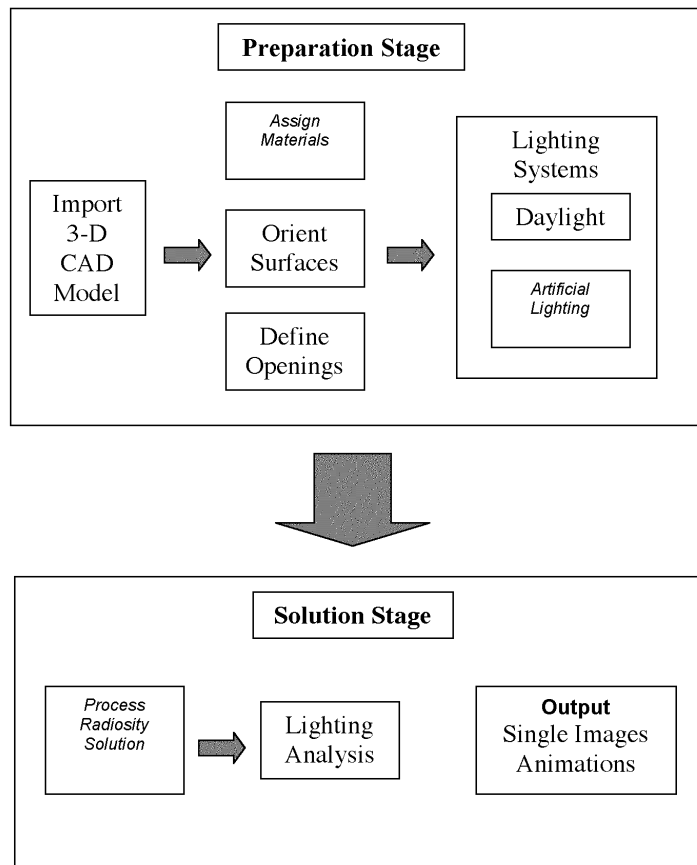 Preparation Stage
Assign
Materials
Import
3-D
CAD
Model
Orient
Surfaces
Define
Openings
Lighting
Systems
Daylight
Artificial
Lighting
Solution Stage
Process
Radiosity
Solution
Lighting
Analysis
Output
Single Images
Animations